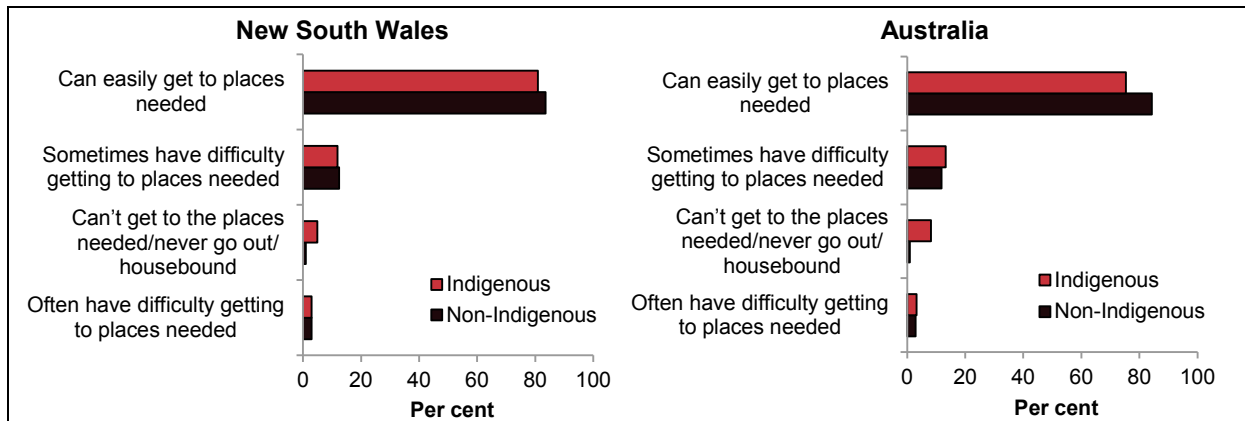 New South Wales
Can easily get to places
needed
Sometimes have difficulty
getting to places needed
Can’t get to the places
needed/never go out/
housebound
Often have difficulty getting
to places needed
Indigenous
Non-Indigenous
0 20 40 60 80 100
Per cent
Australia
Can easily get to places
needed
Sometimes have difficulty
getting to places needed
Can’t get to the places
needed/never go out/
housebound
Often have difficulty getting
to places needed
Indigenous
Non-Indigenous
0 20 40 60 80 100
Per cent